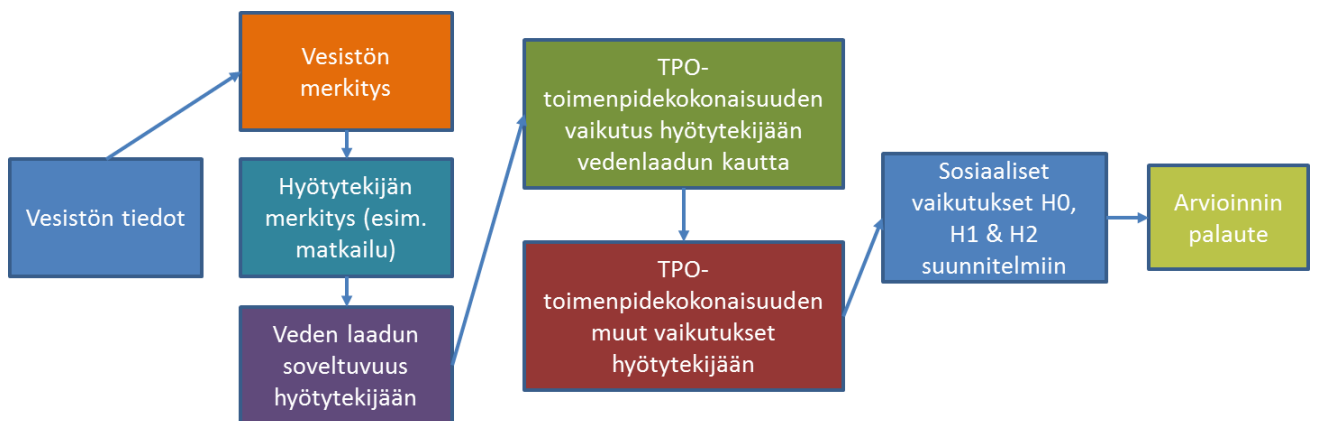 Vesistön tiedot
Vesistön
merkitys
Hyötytekijän
merkitys (esim.
matkailu)
Veden laadun
soveltuvuus
hyötytekijään
TPO-
toimenpidekokonaisuuden
vaikutus hyötytekijään
vedenlaadun kautta
TPO-
toimenpidekokonaisuuden
muut vaikutukset
hyötytekijään
Sosiaaliset
vaikutukset H0,
H1 & H2
suunnitelmiin
Arvioinnin
palaute